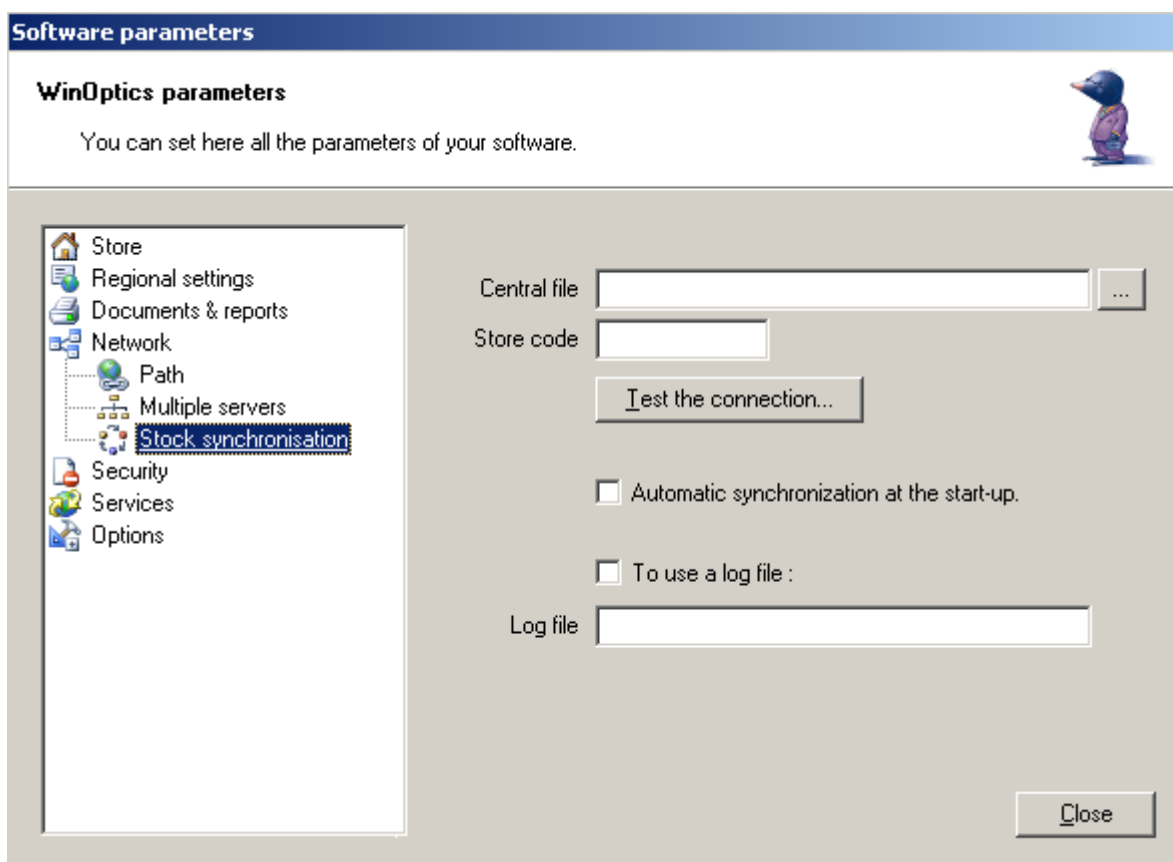 Software parameters
WinOptics parameters
You can set here all the parameters of your software.
Store
Regional settings
Documents & reports
Network
Path
Multiple servers
Stock synchronisation
Security
Services
Options
Central file
...
Store code
Test the connection...
Automatic synchronization at the start-up.
To use a log file :
Log file
Close